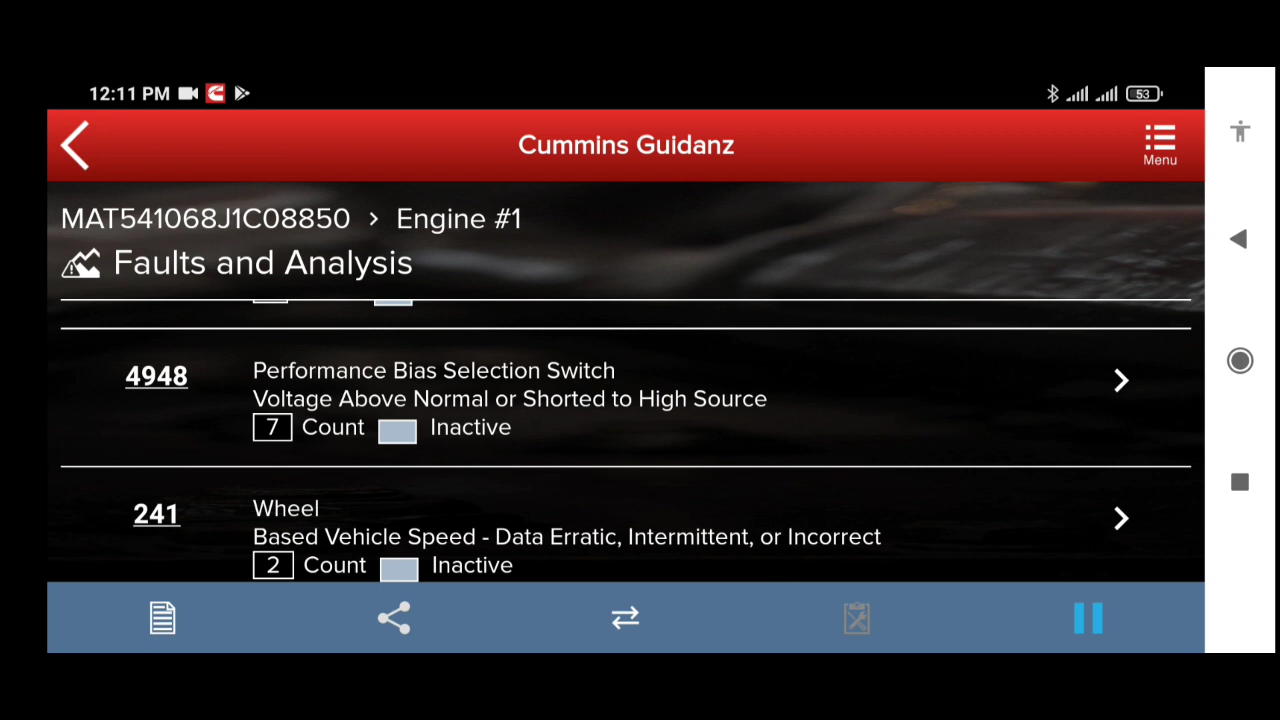 12:11 PM
53
Cummins Guidanz
Menu
MAT541068J1C08850 > Engine #1
Faults and Analysis
4948
Performance Bias Selection Switch
Voltage Above Normal or Shorted to High Source
7 Count Inactive
241
Wheel
Based Vehicle Speed - Data Erratic, Intermittent, or Incorrect
2 Count Inactive